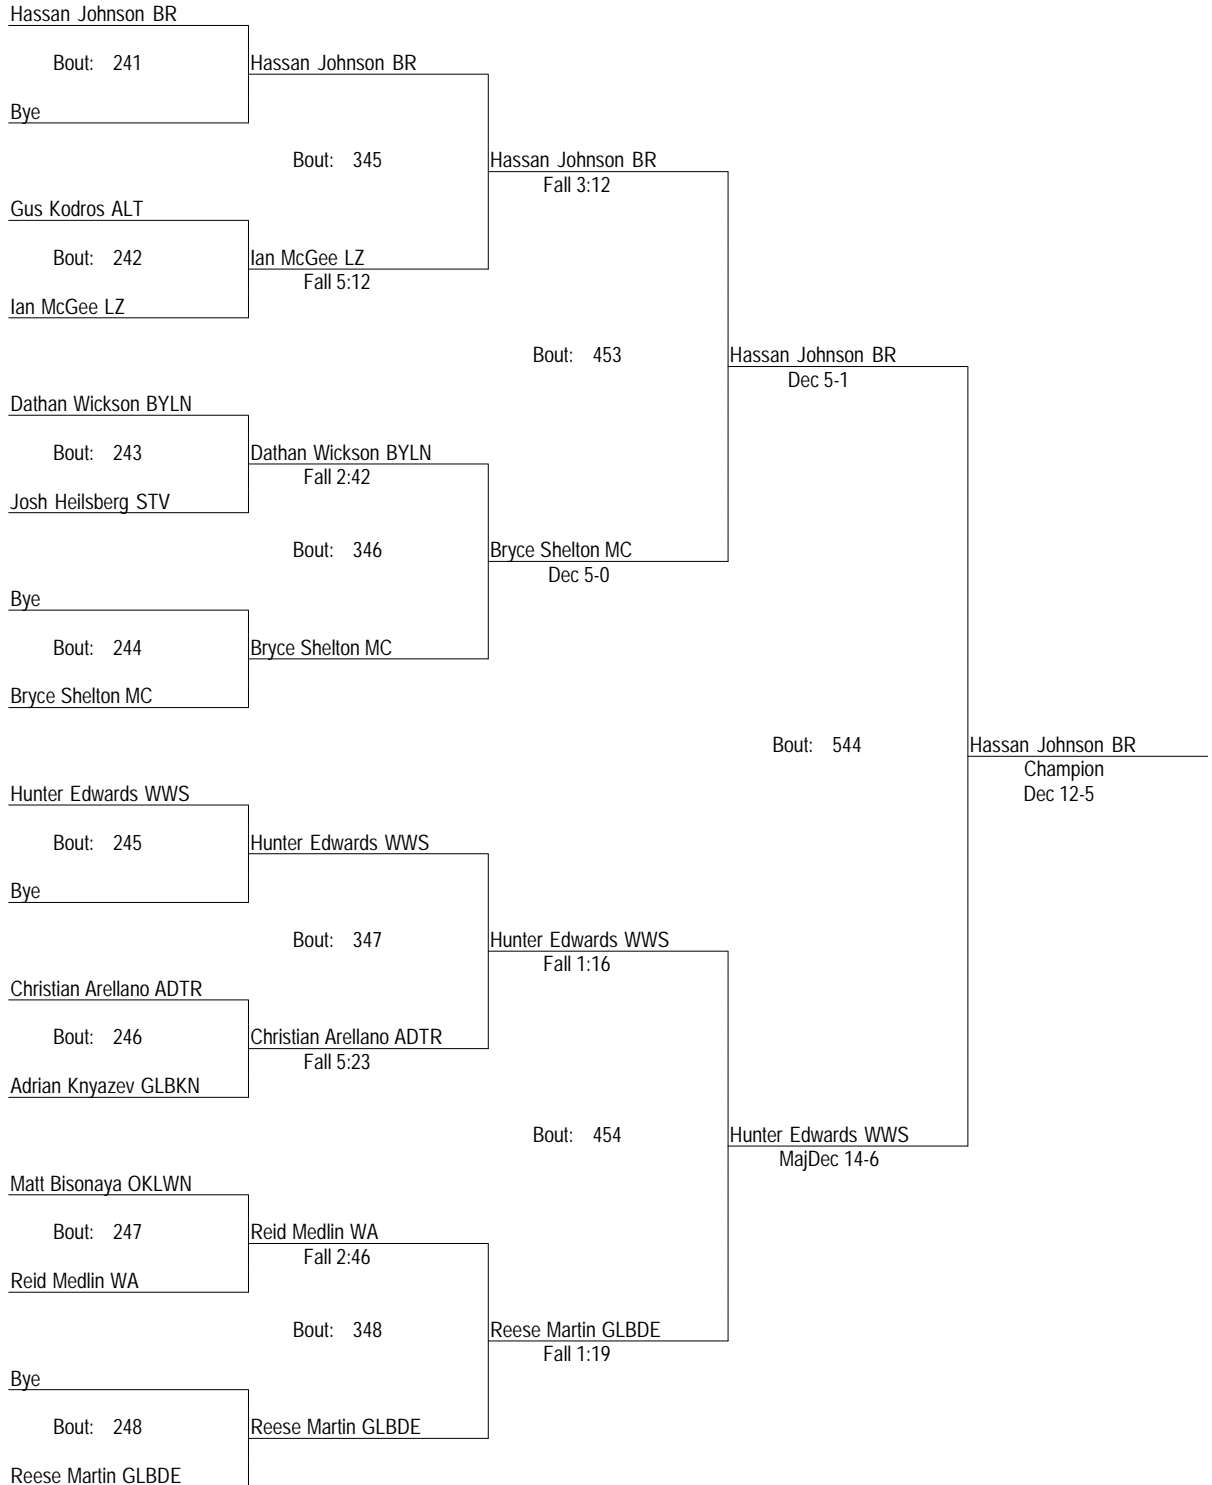 Hassan Johnson BR
Bout: 241
Hassan Johnson BR
Bye
Bout: 345
Hassan Johnson BR
Fall 3:12
Gus Kodros ALT
Bout: 242
Ian McGee LZ
Fall 5:12
Ian McGee LZ
Bout: 453
Hassan Johnson BR
Dec 5-1
Dathan Wickson BYLN
Bout: 243
Dathan Wickson BYLN
Fall 2:42
Josh Heilsberg STV
Bout: 346
Bryce Shelton MC
Dec 5-0
Bye
Bout: 244
Bryce Shelton MC
Bryce Shelton MC
Bout: 544
Hassan Johnson BR
Champion
Dec 12-5
Hunter Edwards WWS
Bout: 245
Hunter Edwards WWS
Bye
Bout: 347
Hunter Edwards WWS
Fall 1:16
Christian Arellano ADTR
Bout: 246
Christian Arellano ADTR
Fall 5:23
Adrian Knyazev GLBKN
Bout: 454
Hunter Edwards WWS
MajDec 14-6
Matt Bisonaya OKLWN
Bout: 247
Reid Medlin WA
Fall 2:46
Reid Medlin WA
Bout: 348
Reese Martin GLBDE
Fall 1:19
Bye
Bout: 248
Reese Martin GLBDE
Reese Martin GLBDE